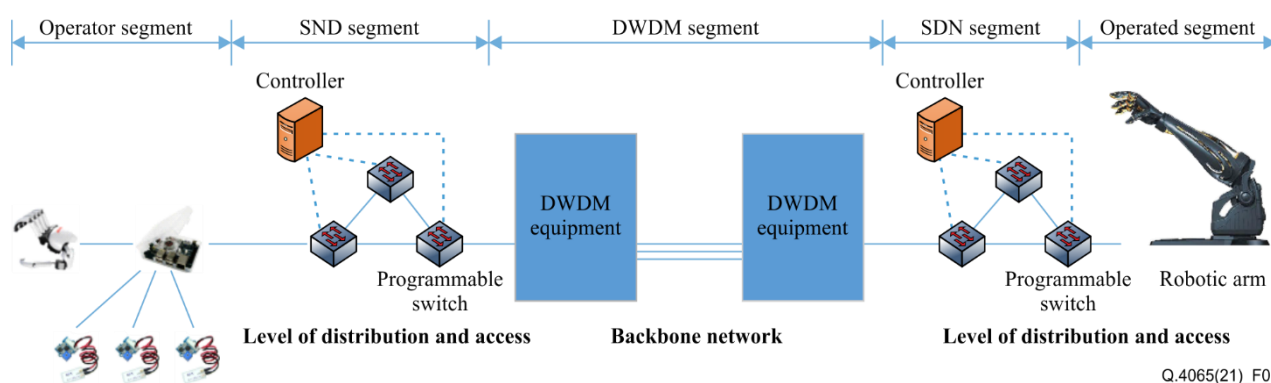 Operator segment
SND segment
DWDM segment
SDN segment
Operated segment
Controller
Controller
DWDM
equipment
DWDM
equipment
Programmable
switch
Programmable
switch
Robotic arm
Level of distribution and access
Backbone network
Level of distribution and access
Q.4065(21)_F0